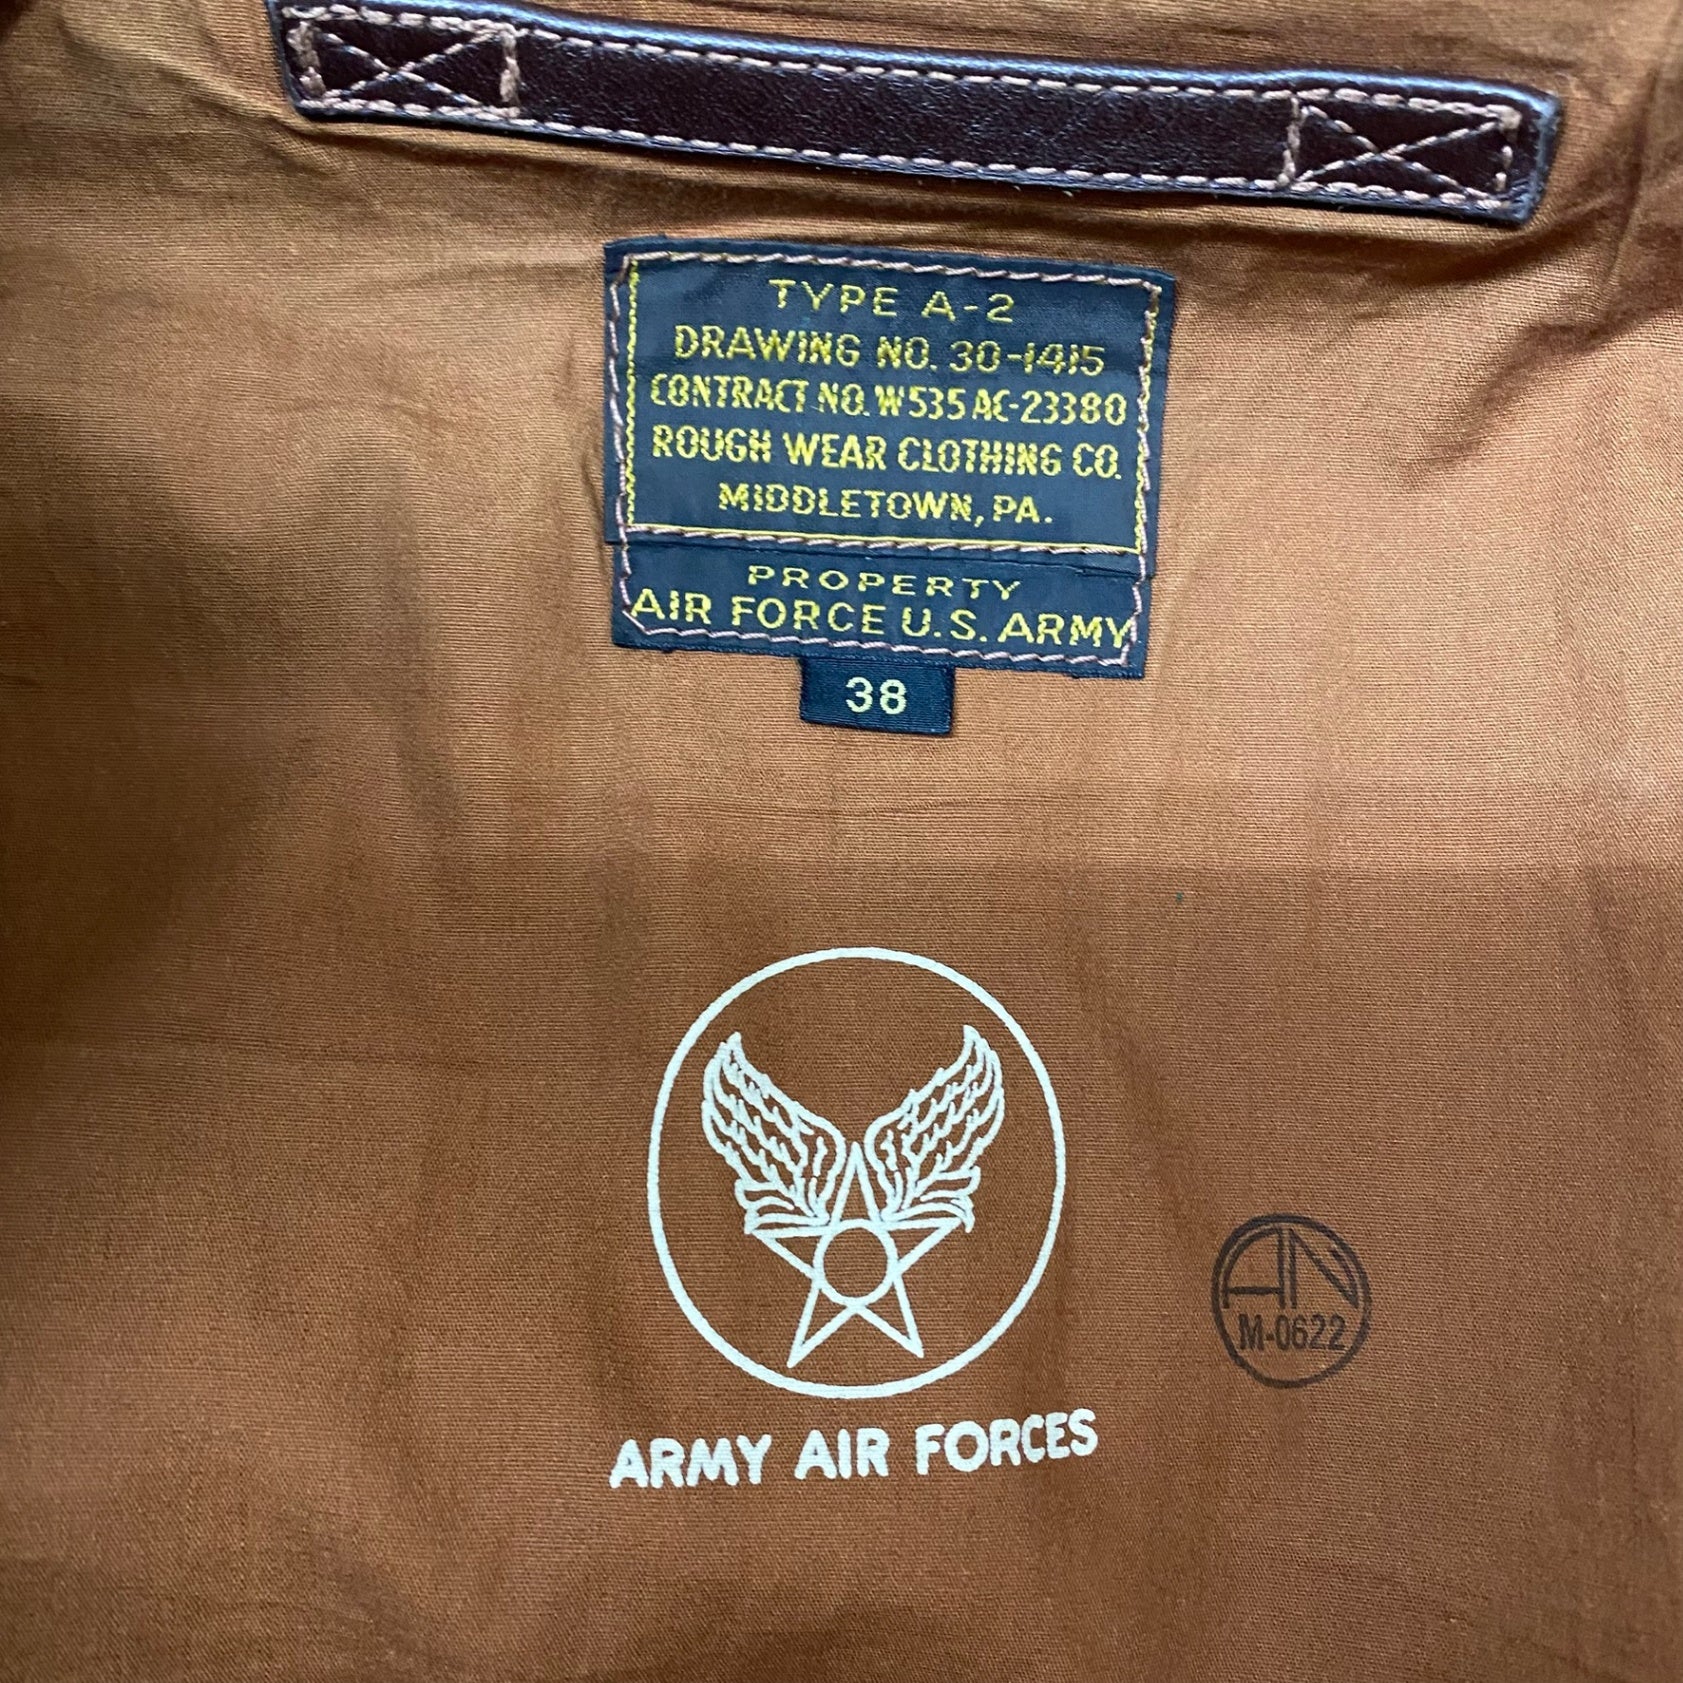 TYPE A-2
DRAWING NO. 30-1415
CONTRACT NO. W535 AC-23380
ROUGH WEAR CLOTHING CO.
MIDDLETOWN, PA.
PROPERTY
AIR FORCE U.S. ARMY
38
AN
M-0622
ARMY AIR FORCES